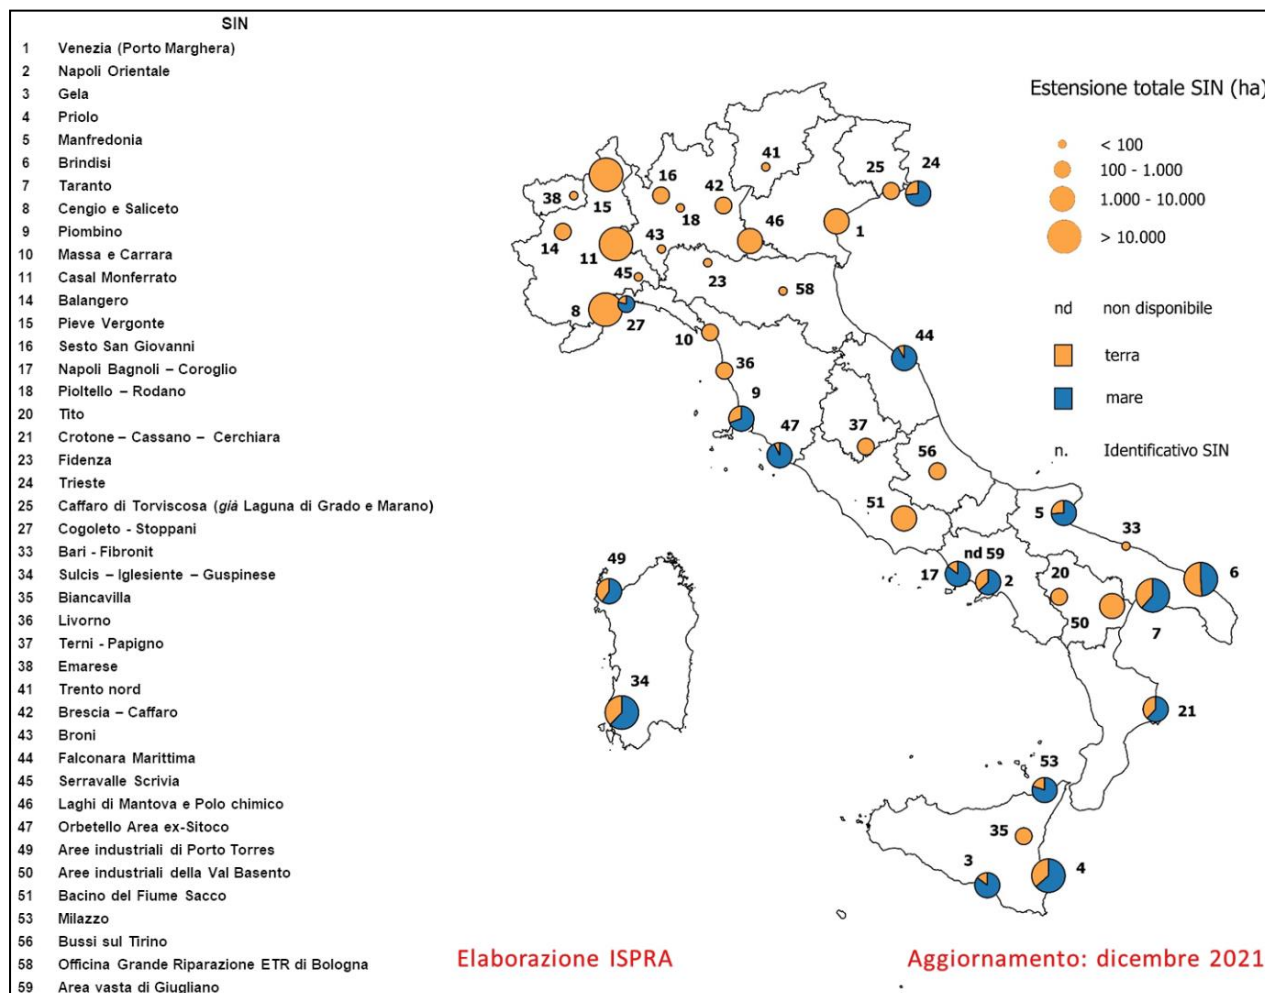 SIN
1 Venezia (Porto Marghera)
2 Napoli Orientale
3 Gela
4 Priolo
5 Manfredonia
6 Brindisi
7 Taranto
8 Cengio e Saliceto
9 Piombino
10 Massa e Carrara
11 Casal Monferrato
14 Balangero
15 Pieve Vergonte
16 Sesto San Giovanni
17 Napoli Bagnoli – Coroglio
18 Pioltello – Rodano
20 Tito
21 Crotone – Cassano – Cerchiara
23 Fidenza
24 Trieste
25 Caffaro di Torviscosa (già Laguna di Grado e Marano)
27 Cogoleto - Stoppani
33 Bari - Fibronit
34 Sulcis – Iglesiente – Guspinese
35 Biancavilla
36 Livorno
37 Terni - Papigno
38 Emarese
41 Trento nord
42 Brescia – Caffaro
43 Broni
44 Falconara Marittima
45 Serravalle Scrivia
46 Laghi di Mantova e Polo chimico
47 Orbetello Area ex-Sitoco
49 Aree industriali di Porto Torres
50 Aree industriali della Val Basento
51 Bacino del Fiume Sacco
53 Milazzo
56 Bussi sul Tirino
58 Officina Grande Riparazione ETR di Bologna
59 Area vasta di Giugliano
41
25
24
16
42
38
15
18
46
1
14
11
43
45
23
58
8
27
10
44
36
9
47
37
56
51
5
33
nd 59
49
17
2
20
50
6
7
34
21
53
35
3
4
Estensione totale SIN (ha)
< 100
100 - 1.000
1.000 - 10.000
> 10.000
nd non disponibile
terra
mare
n. Identificativo SIN
Elaborazione ISPRA
Aggiornamento: dicembre 2021